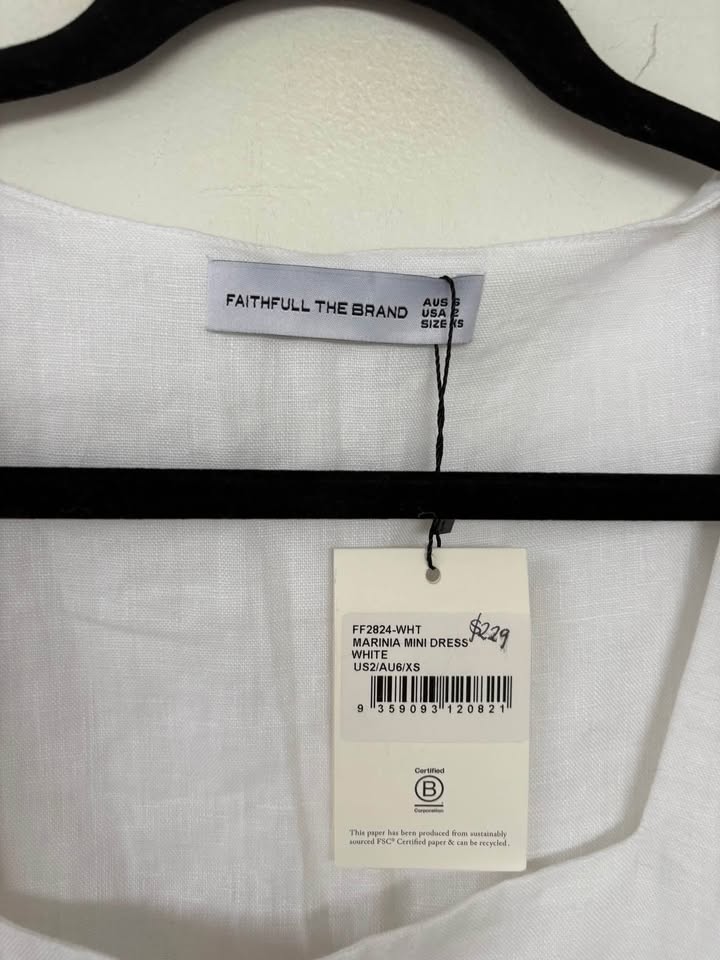 FAITHFULL THE BRAND
AUS 6
USA 2
SIZE XS
FF2824-WHT
$229
MARINIA MINI DRESS
WHITE
US2/AU6/XS
9 359093 120821
Certified
B
Corporation
This paper has been produced from sustainably
sourced FSC® Certified paper & can be recycled.